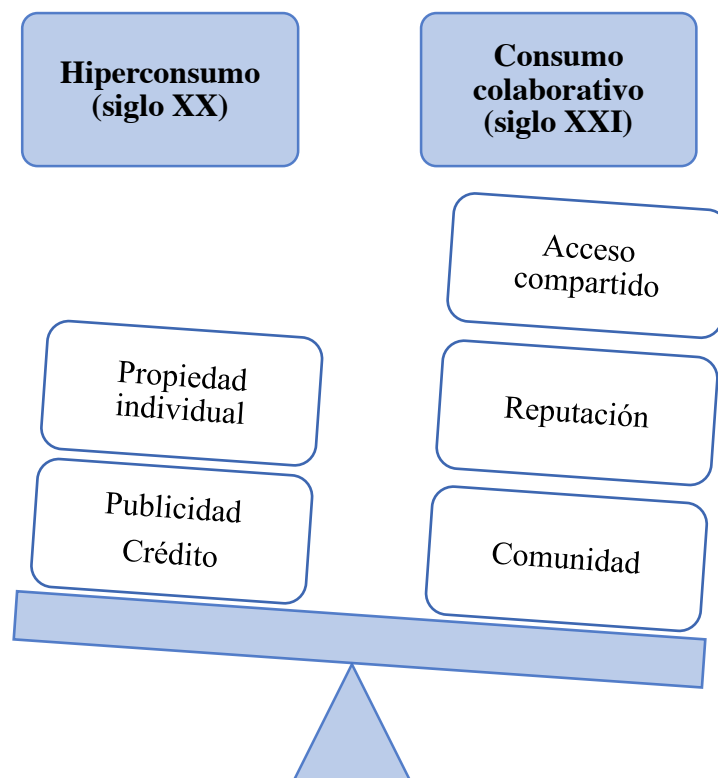 Hiperconsumo
(siglo XX)
Consumo
colaborativo
(siglo XXI)
Propiedad
individual
Publicidad
Crédito
Acceso
compartido
Reputación
Comunidad